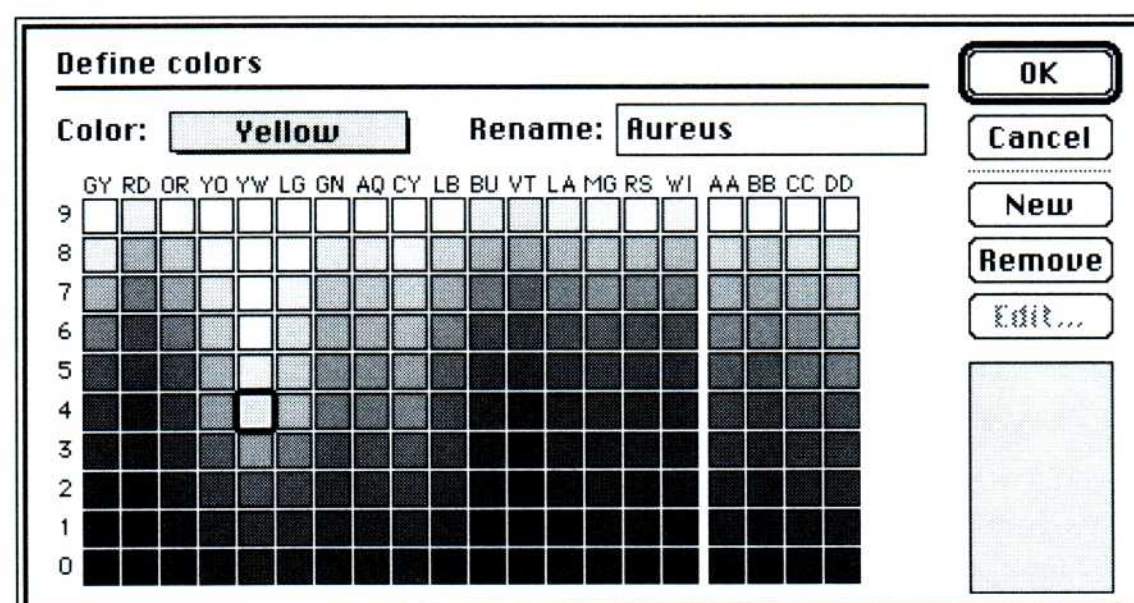 Define colors
Color: Yellow Rename: Aureus
GY RD OR YO YW LG GN AQ CY LB BU VT LA MG RS WI AA BB CC DD
9
8
7
6
5
4
3
2
1
0
OK
Cancel
New
Remove
Edit...